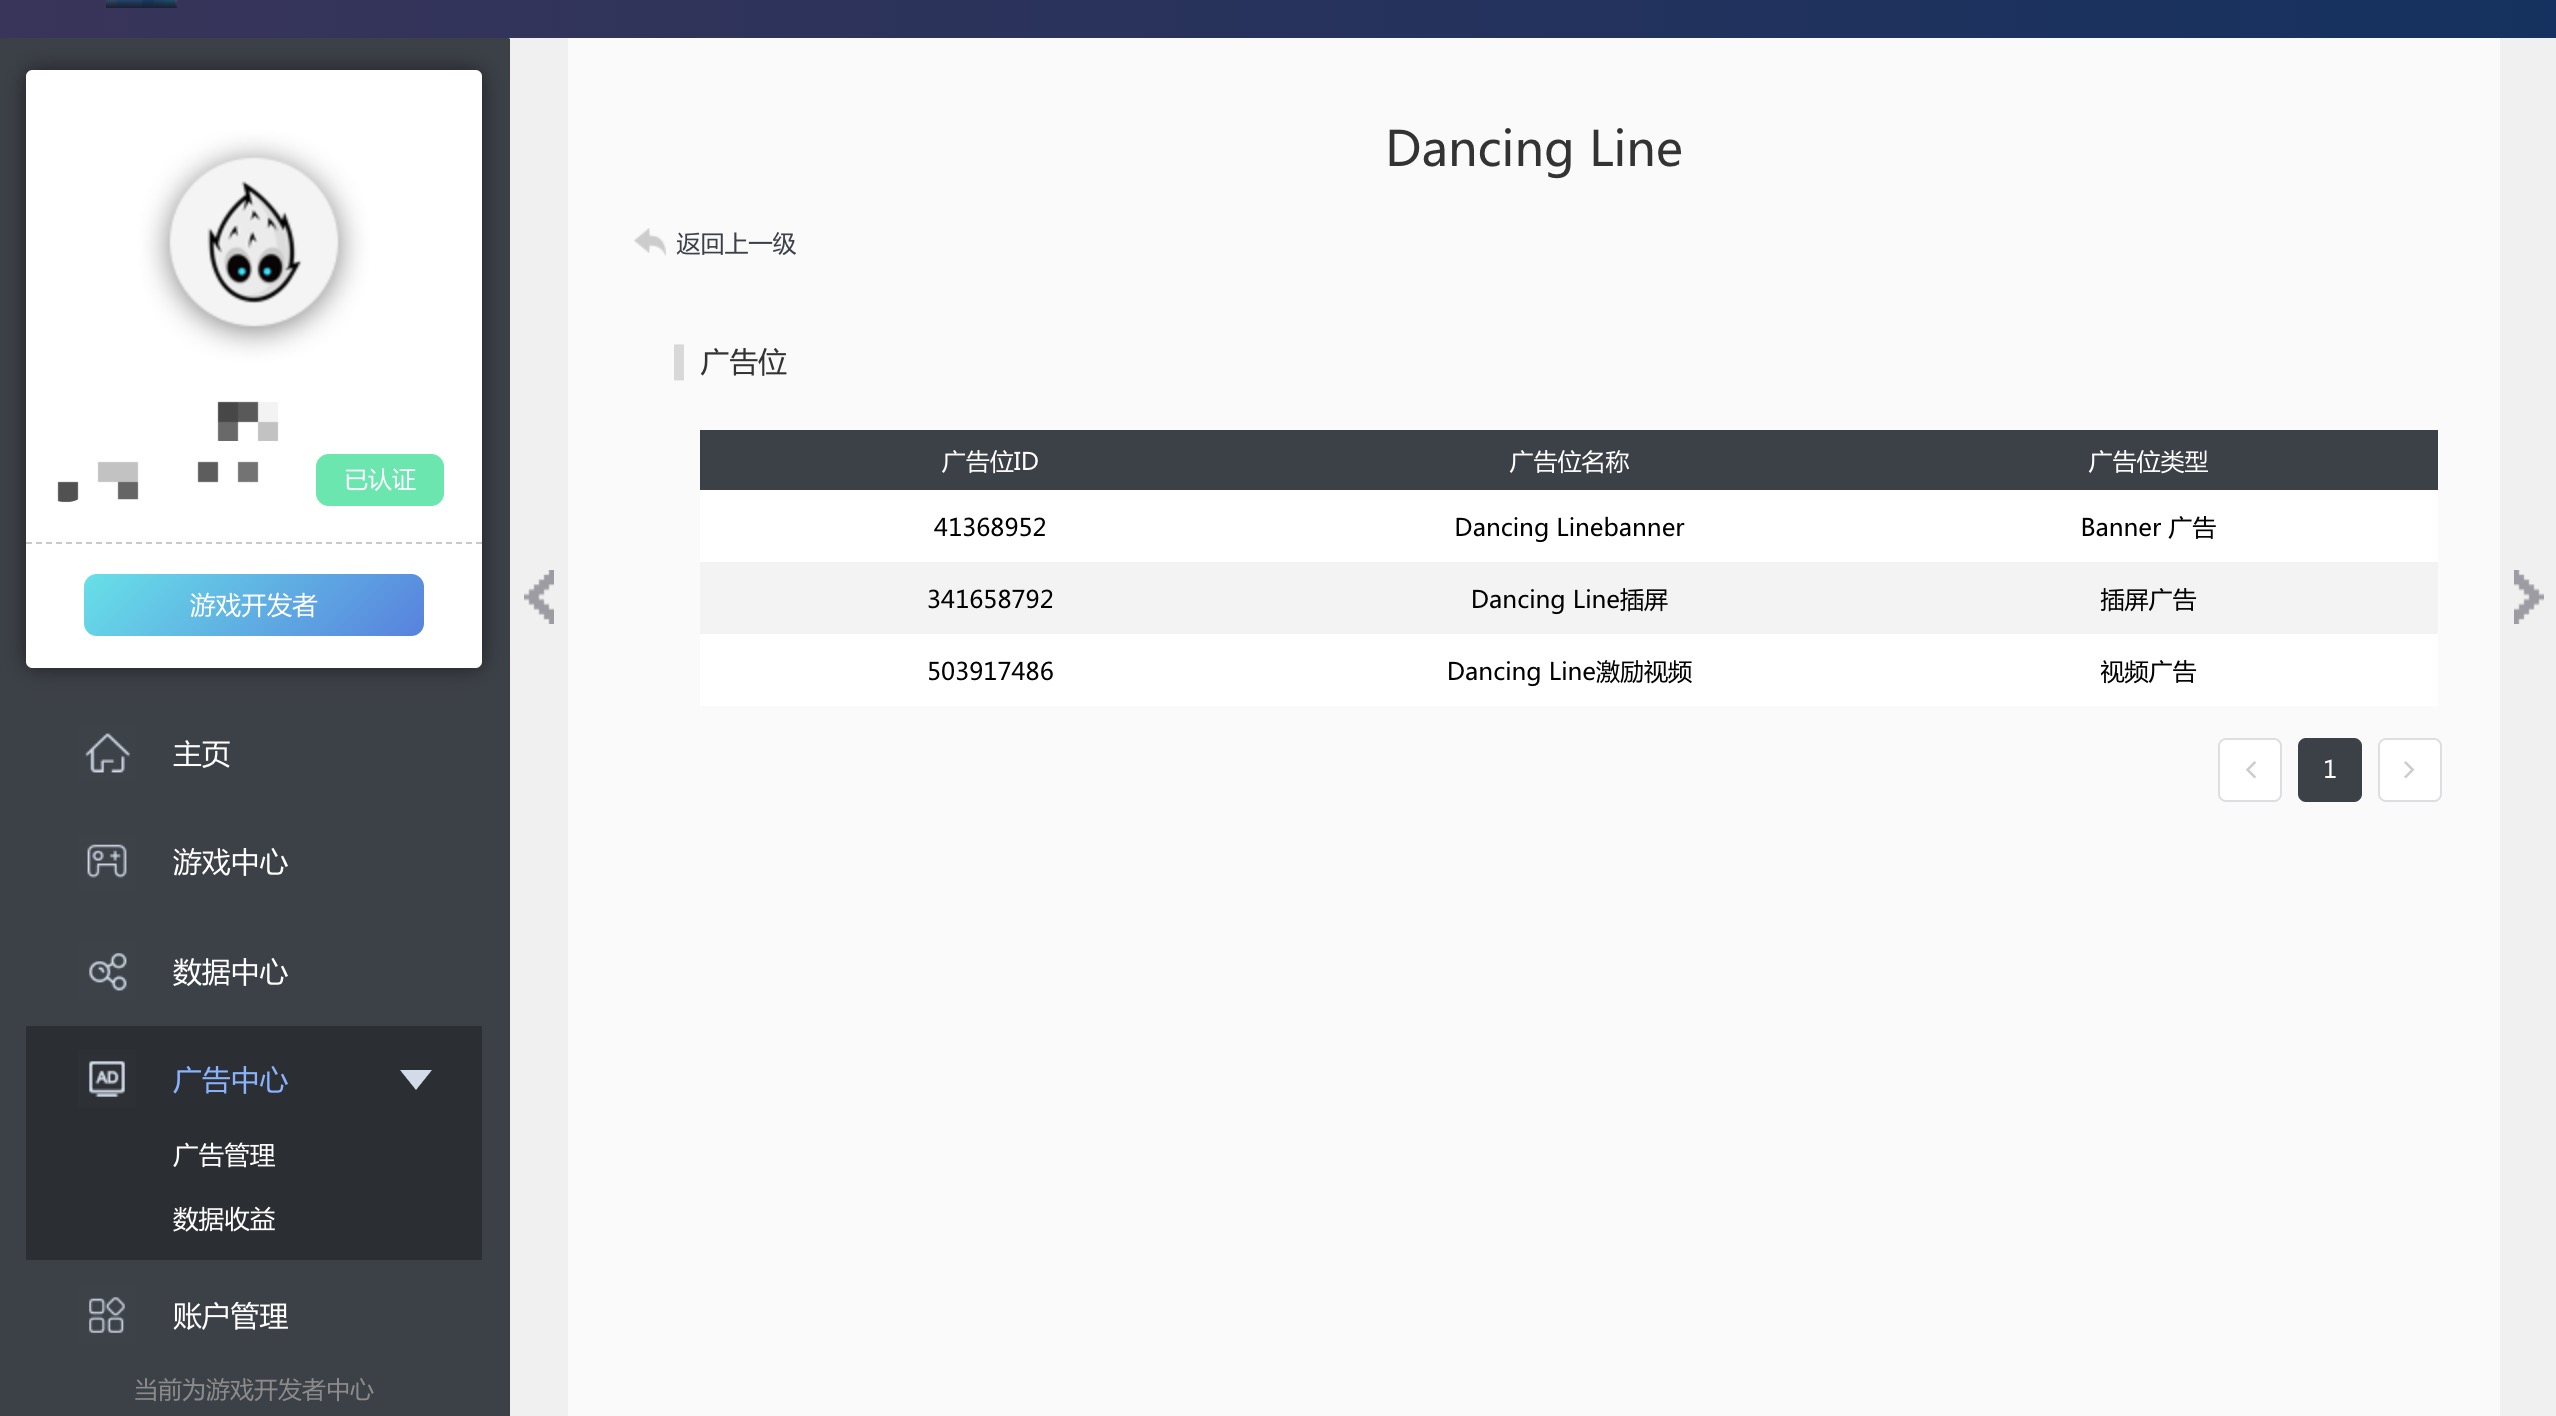 已认证
游戏开发者
主页
游戏中心
数据中心
AD
广告中心
广告管理
数据收益
账户管理
当前为游戏开发者中心
Dancing Line
返回上一级
广告位
广告位ID 广告位名称 广告位类型
41368952 Dancing Linebanner Banner 广告
341658792 Dancing Line插屏 插屏广告
503917486 Dancing Line激励视频 视频广告
1